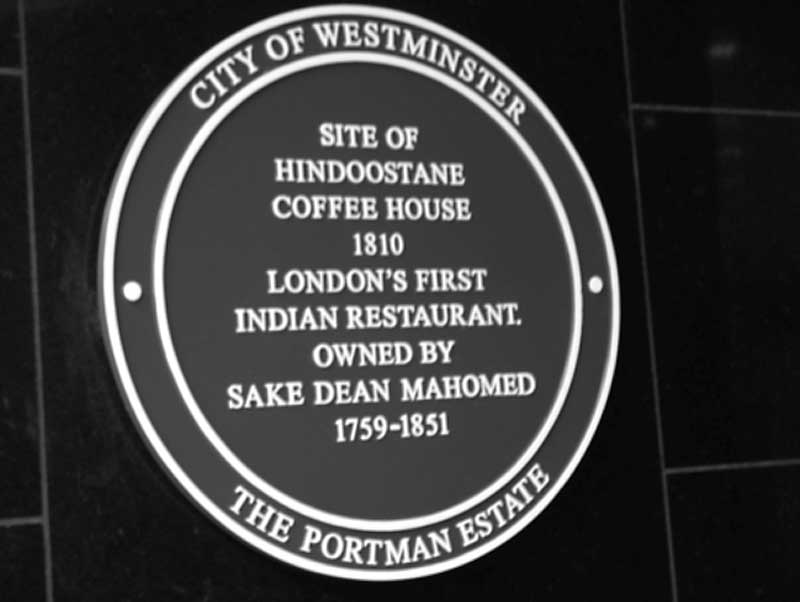 CITY OF WESTMINSTER
SITE OF
HINDOOSTANE
COFFEE HOUSE
1810
LONDON'S FIRST
INDIAN RESTAURANT.
OWNED BY
SAKE DEAN MAHOMED
1759-1851
THE PORTMAN ESTATE